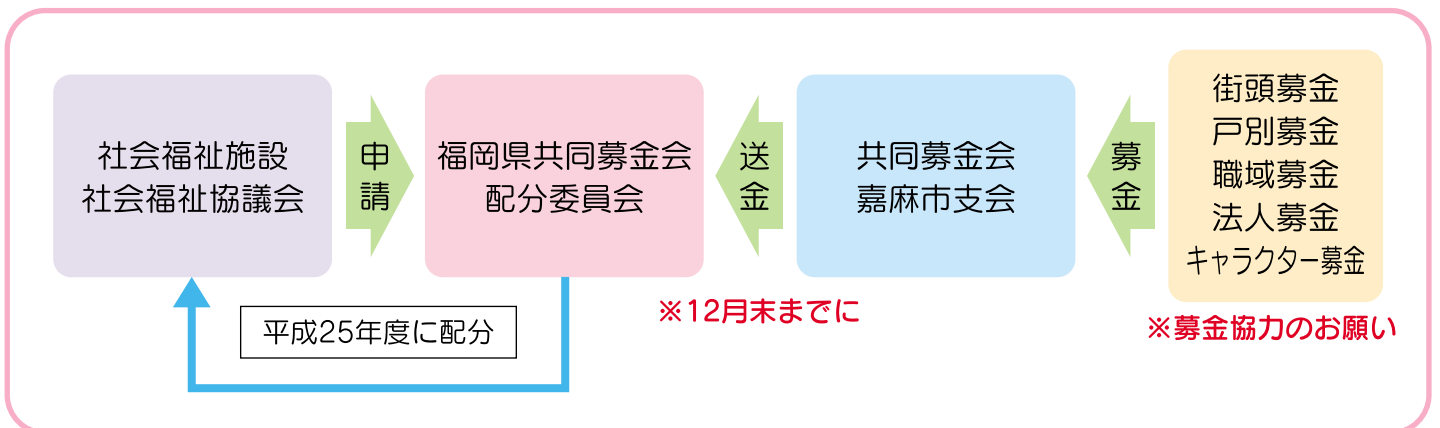 社会福祉施設
社会福祉協議会
申請
福岡県共同募金会
配分委員会
送金
共同募金会
嘉麻市支会
募金
街頭募金
戸別募金
職域募金
法人募金
キャラクター募金
※12月末までに
※募金協力のお願い
平成25年度に配分